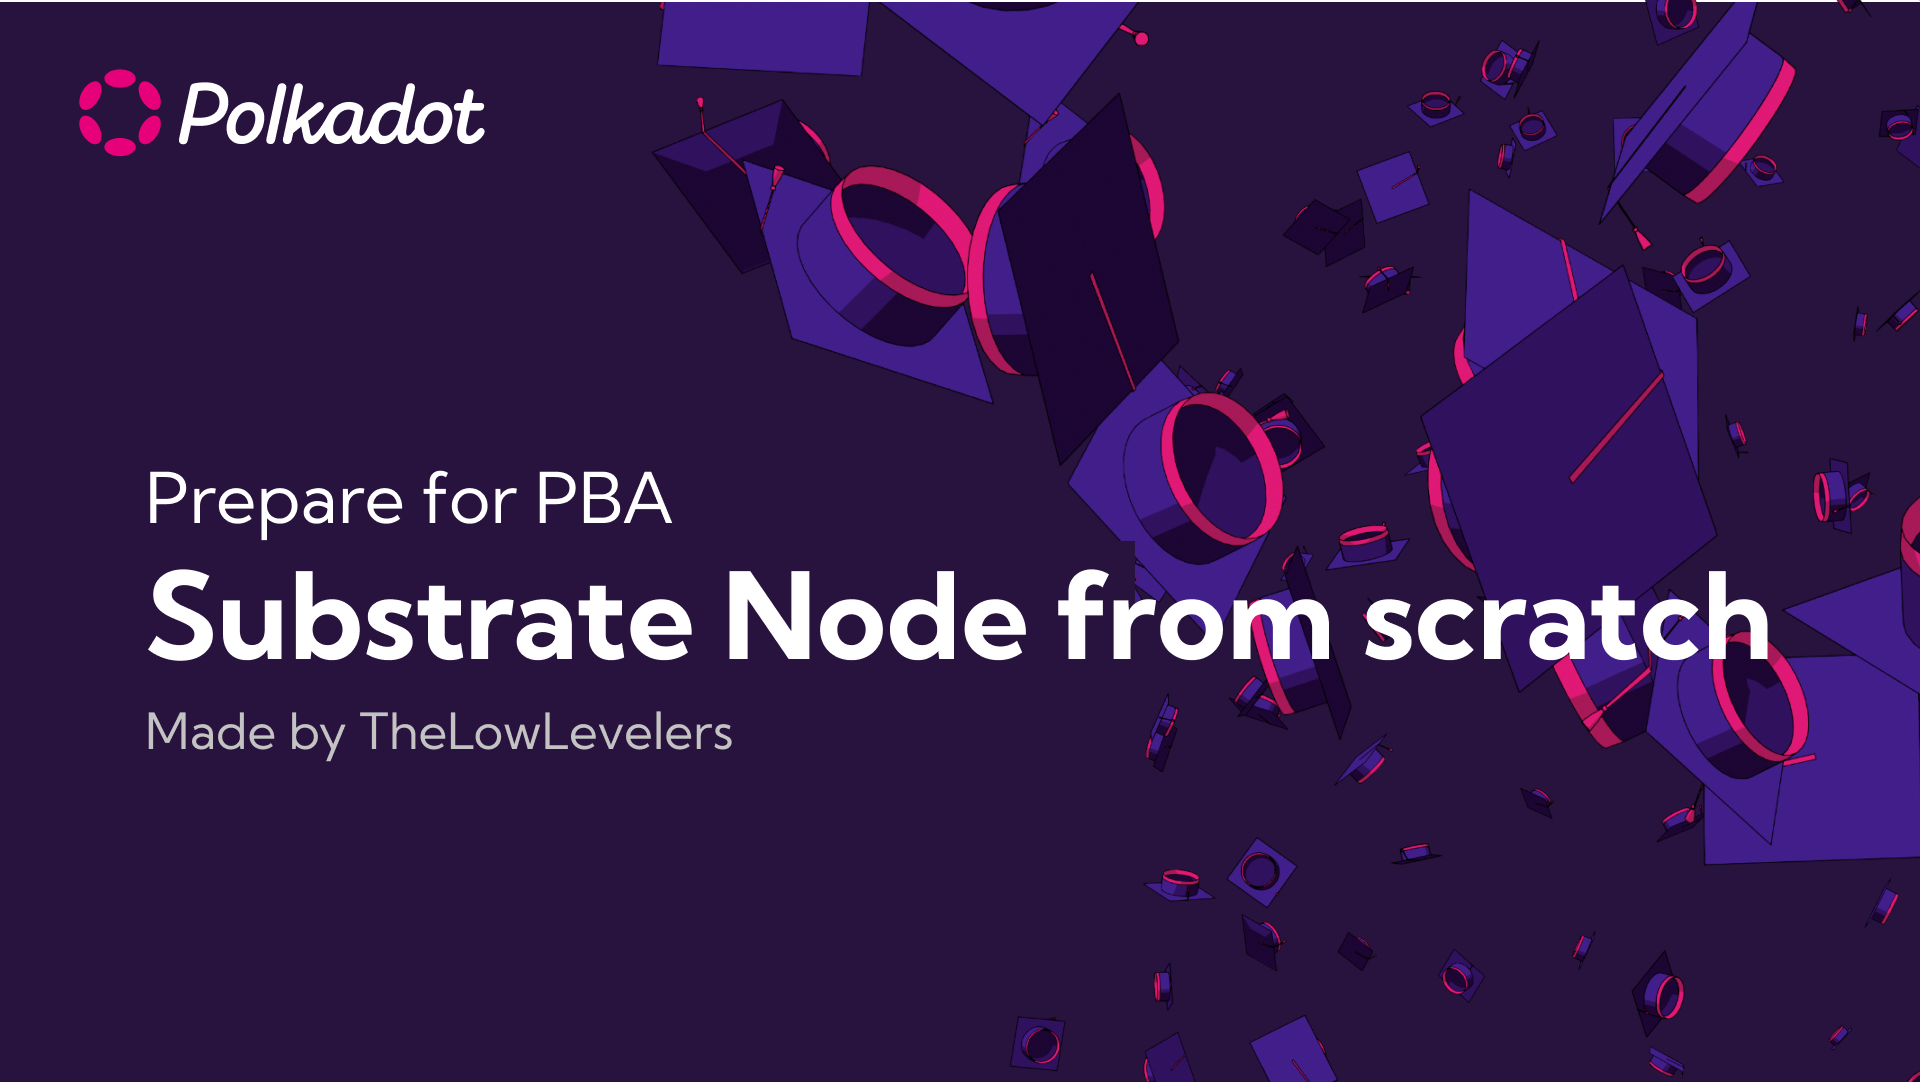 Polkadot
Prepare for PBA
Substrate Node from scratch
Made by TheLowLevelers